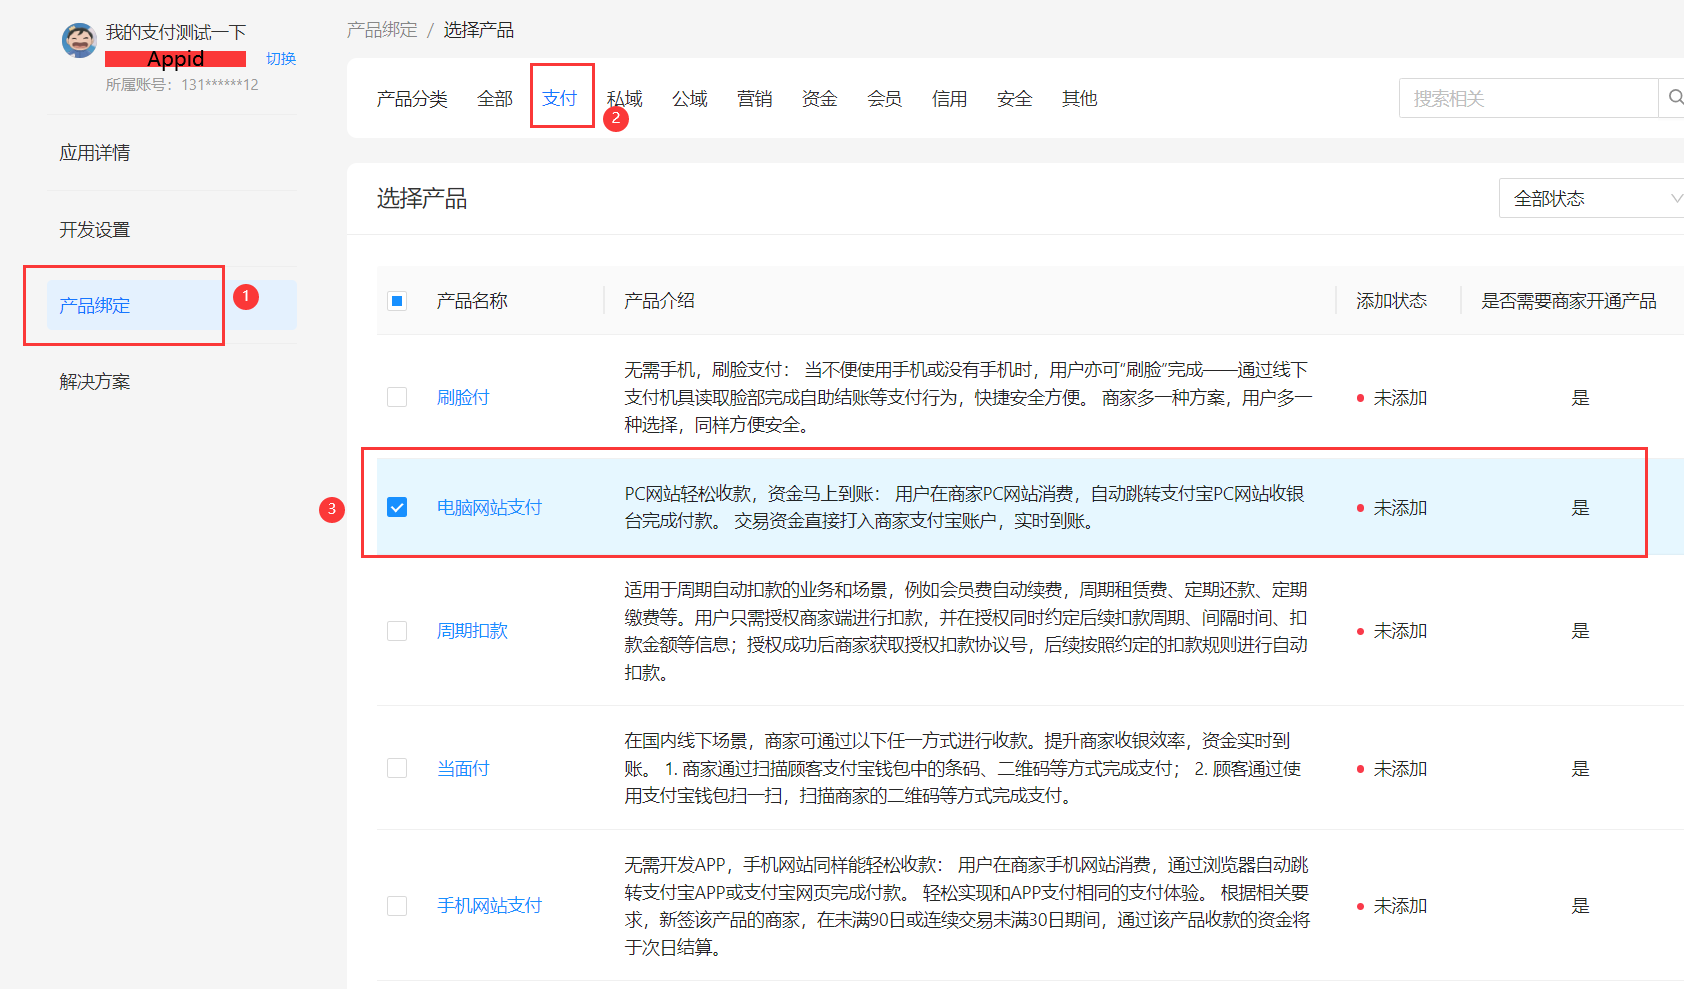 我的支付测试一下
Appid
切换
所属账号：131******12
应用详情
开发设置
产品绑定
1
解决方案
产品绑定 / 选择产品
产品分类 全部 支付 私域 公域 营销 资金 会员 信用 安全 其他
2
搜索相关
选择产品
全部状态
产品名称 产品介绍 添加状态 是否需要商家开通产品
刷脸付
无需手机，刷脸支付： 当不便使用手机或没有手机时，用户亦可“刷脸”完成——通过线下
支付机具读取脸部完成自助结账等支付行为，快捷安全方便。 商家多一种方案，用户多一
种选择，同样方便安全。
未添加 是
3
电脑网站支付
PC网站轻松收款，资金马上到账： 用户在商家PC网站消费，自动跳转支付宝PC网站收银
台完成付款。 交易资金直接打入商家支付宝账户，实时到账。
未添加 是
周期扣款
适用于周期自动扣款的业务和场景，例如会员费自动续费，周期租赁费、定期还款、定期
缴费等。用户只需授权商家端进行扣款，并在授权同时约定后续扣款周期、间隔时间、扣
款金额等信息；授权成功后商家获取授权扣款协议号，后续按照约定的扣款规则进行自动
扣款。
未添加 是
当面付
在国内线下场景，商家可通过以下任一方式进行收款。提升商家收银效率，资金实时到
账。 1. 商家通过扫描顾客支付宝钱包中的条码、二维码等方式完成支付； 2. 顾客通过使
用支付宝钱包扫一扫，扫描商家的二维码等方式完成支付。
未添加 是
手机网站支付
无需开发APP，手机网站同样能轻松收款： 用户在商家手机网站消费，通过浏览器自动跳
转支付宝APP或支付宝网页完成付款。 轻松实现和APP支付相同的支付体验。 根据相关要
求，新签该产品的商家，在未满90日或连续交易未满30日期间，通过该产品收款的资金将
于次日结算。
未添加 是